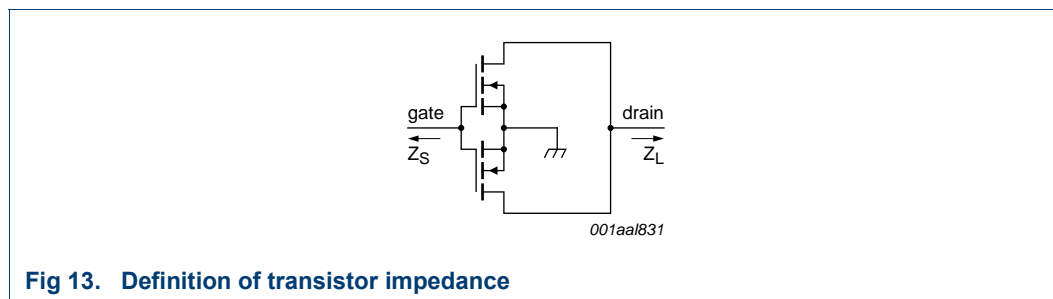 gate
drain
Z_S
Z_L
001aal831
Fig 13. Definition of transistor impedance